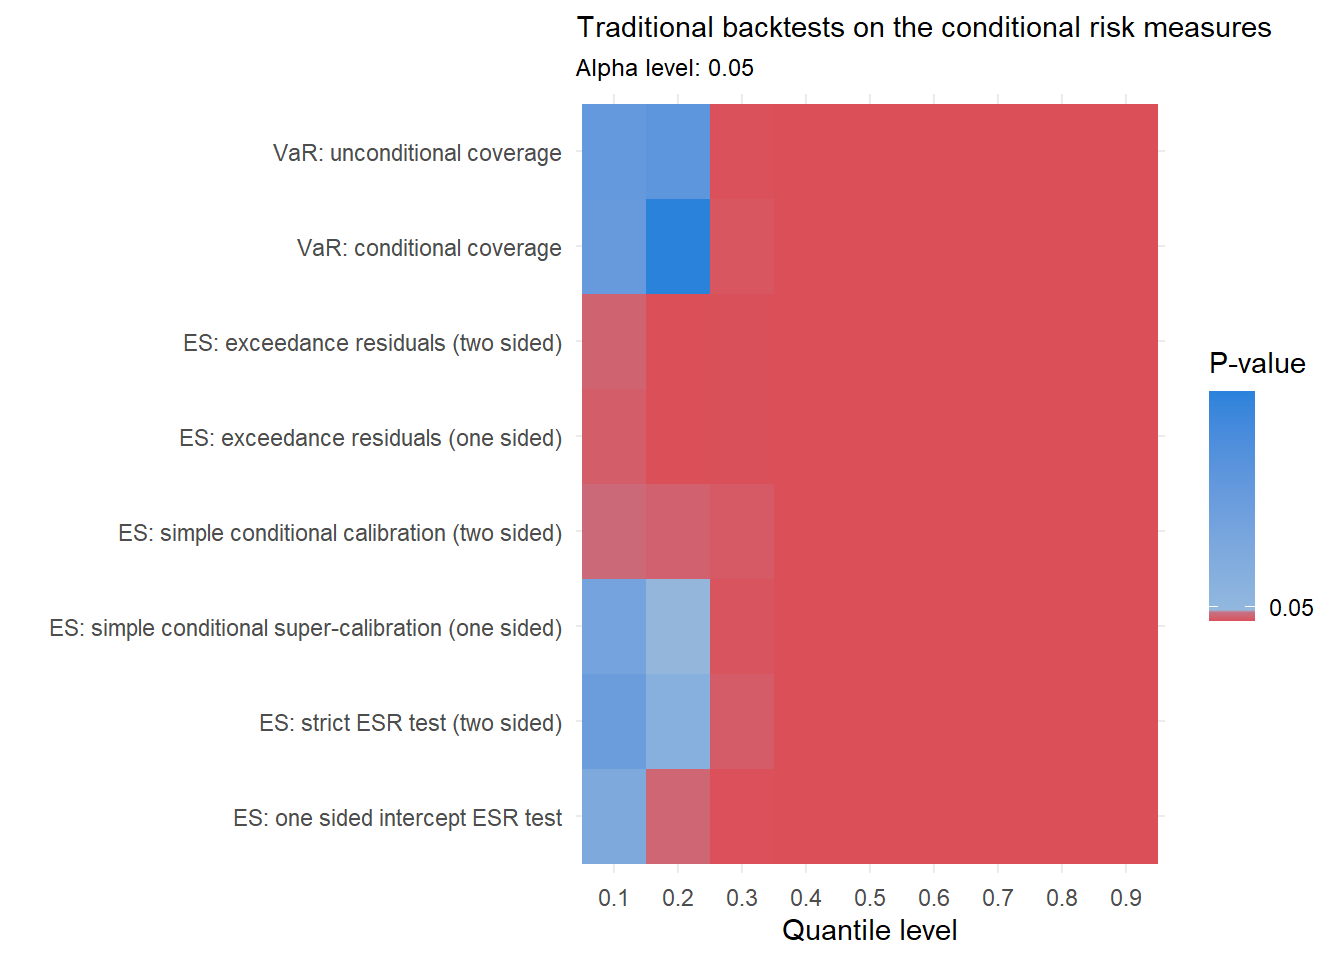 Traditional backtests on the conditional risk measures
Alpha level: 0.05
VaR: unconditional coverage
VaR: conditional coverage
ES: exceedance residuals (two sided)
ES: exceedance residuals (one sided)
ES: simple conditional calibration (two sided)
ES: simple conditional super-calibration (one sided)
ES: strict ESR test (two sided)
ES: one sided intercept ESR test
0.1 0.2 0.3 0.4 0.5 0.6 0.7 0.8 0.9
Quantile level
P-value
0.05